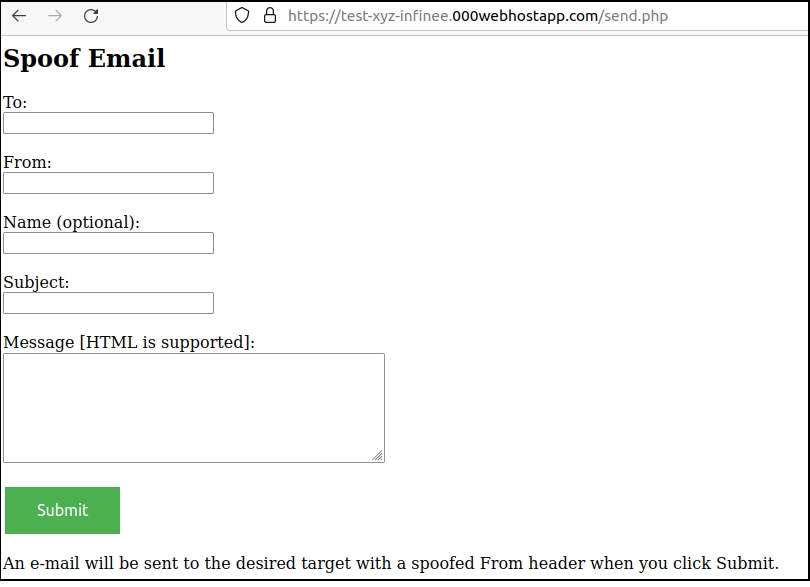 https://test-xyz-infinee.000webhostapp.com/send.php
Spoof Email
To:
From:
Name (optional):
Subject:
Message [HTML is supported]:
Submit
An e-mail will be sent to the desired target with a spoofed From header when you click Submit.